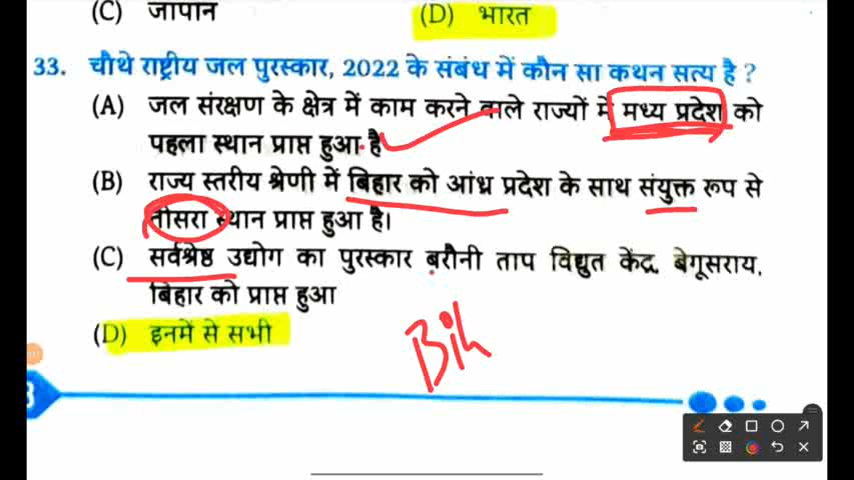 (C) जापान (D) भारत
33. चौथे राष्ट्रीय जल पुरस्कार, 2022 के संबंध में कौन सा कथन सत्य है ?
(A) जल संरक्षण के क्षेत्र में काम करने वाले राज्यों में मध्य प्रदेश को
पहला स्थान प्राप्त हुआ है
(B) राज्य स्तरीय श्रेणी में बिहार को आंध्र प्रदेश के साथ संयुक्त रूप से
तीसरा स्थान प्राप्त हुआ है।
(C) सर्वश्रेष्ठ उद्योग का पुरस्कार बरौनी ताप विद्युत केंद्र, बेगूसराय,
बिहार को प्राप्त हुआ
(D) इनमें से सभी
Bih